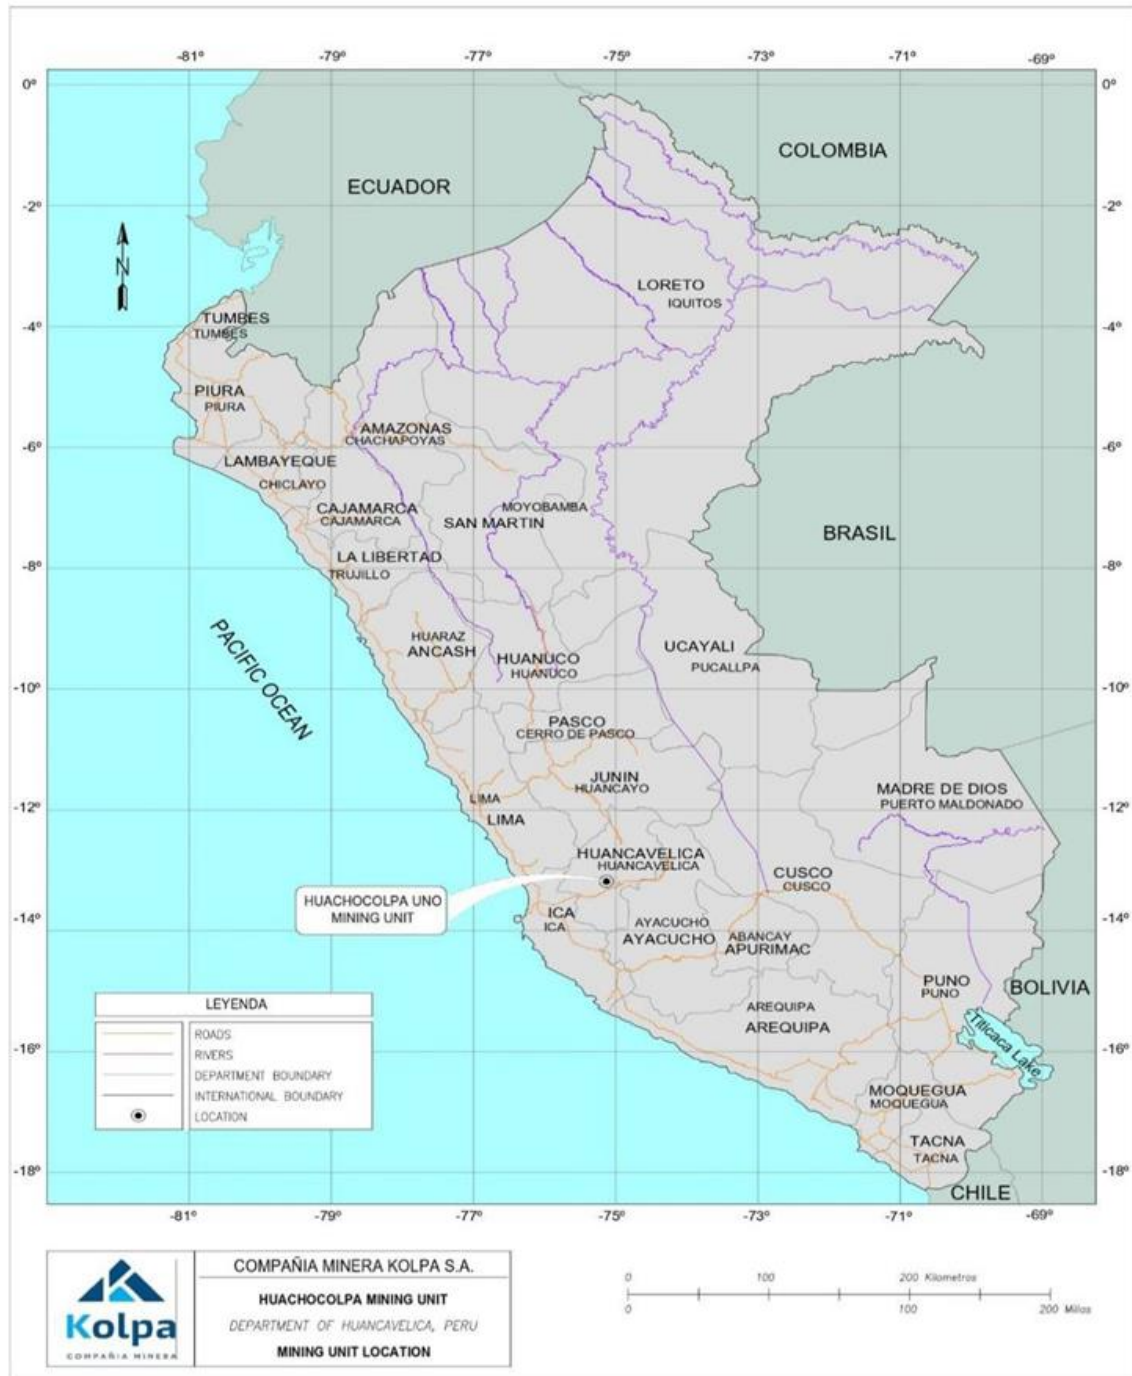 -81º -79º -77º -75º -73º -71º -69º
0º 0º
COLOMBIA
ECUADOR
-2º -2º
N
LORETO
IQUITOS
TUMBES
TUMBES
-4º -4º
PIURA
PIURA
AMAZONAS
CHACHAPOYAS
-6º -6º
LAMBAYEQUE
CHICLAYO
CAJAMARCA
CAJAMARCA
MOYOBAMBA
SAN MARTIN
BRASIL
LA LIBERTAD
TRUJILLO
-8º -8º
PACIFIC OCEAN
HUARAZ
ANCASH
HUANUCO
HUANUCO
UCAYALI
PUCALLPA
-10º -10º
PASCO
CERRO DE PASCO
JUNIN
HUANCAYO
MADRE DE DIOS
PUERTO MALDONADO
LIMA
LIMA
-12º -12º
HUANCAVELICA
HUANCAVELICA
CUSCO
CUSCO
HUACHOCOLPA UNO
MINING UNIT
ICA
ICA
-14º -14º
AYACUCHO
AYACUCHO
ABANCAY
APURIMAC
PUNO
PUNO
BOLIVIA
AREQUIPA
AREQUIPA
Titicaca Lake
-16º -16º
LEYENDA
ROADS
RIVERS
DEPARTMENT BOUNDARY
INTERNATIONAL BOUNDARY
LOCATION
MOQUEGUA
MOQUEGUA
TACNA
TACNA
-18º -18º
CHILE
-81º -79º -77º -75º -73º -71º -69º
Kolpa
COMPAÑIA MINERA
COMPAÑIA MINERA KOLPA S.A.
HUACHOCOLPA MINING UNIT
DEPARTMENT OF HUANCAVELICA, PERU
MINING UNIT LOCATION
0 100 200 Kilometros
0 100 200 Millas